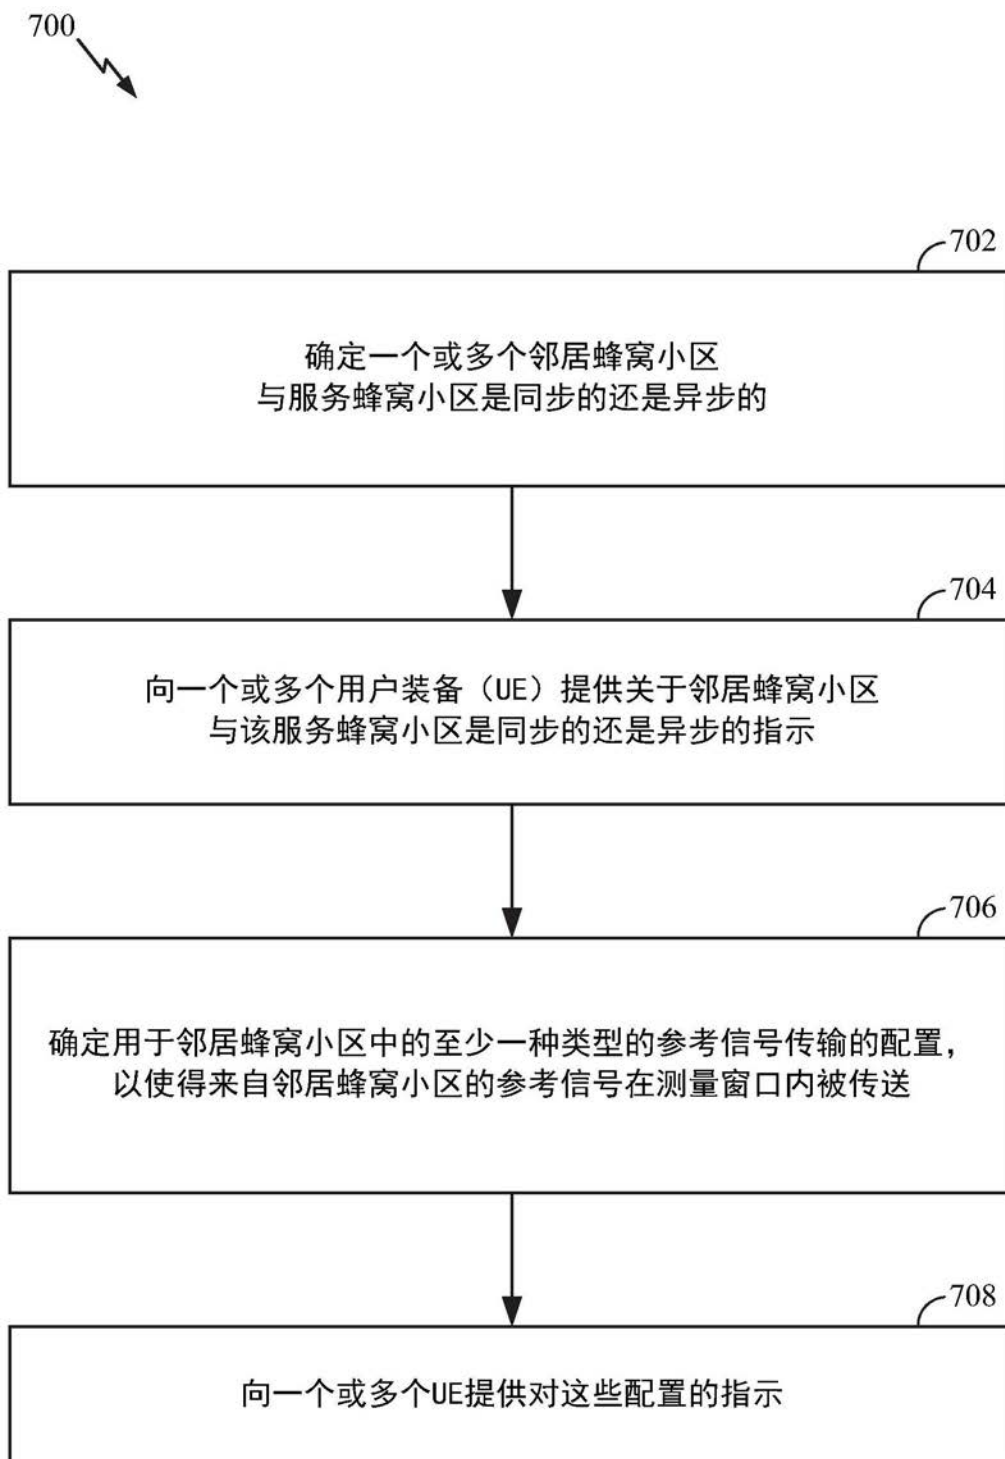 700
702
确定一个或多个邻居蜂窝小区
与服务蜂窝小区是同步的还是异步的
704
向一个或多个用户装备（UE）提供关于邻居蜂窝小区
与该服务蜂窝小区是同步的还是异步的指示
706
确定用于邻居蜂窝小区中的至少一种类型的参考信号传输的配置，
以使得来自邻居蜂窝小区的参考信号在测量窗口内被传送
708
向一个或多个UE提供对这些配置的指示